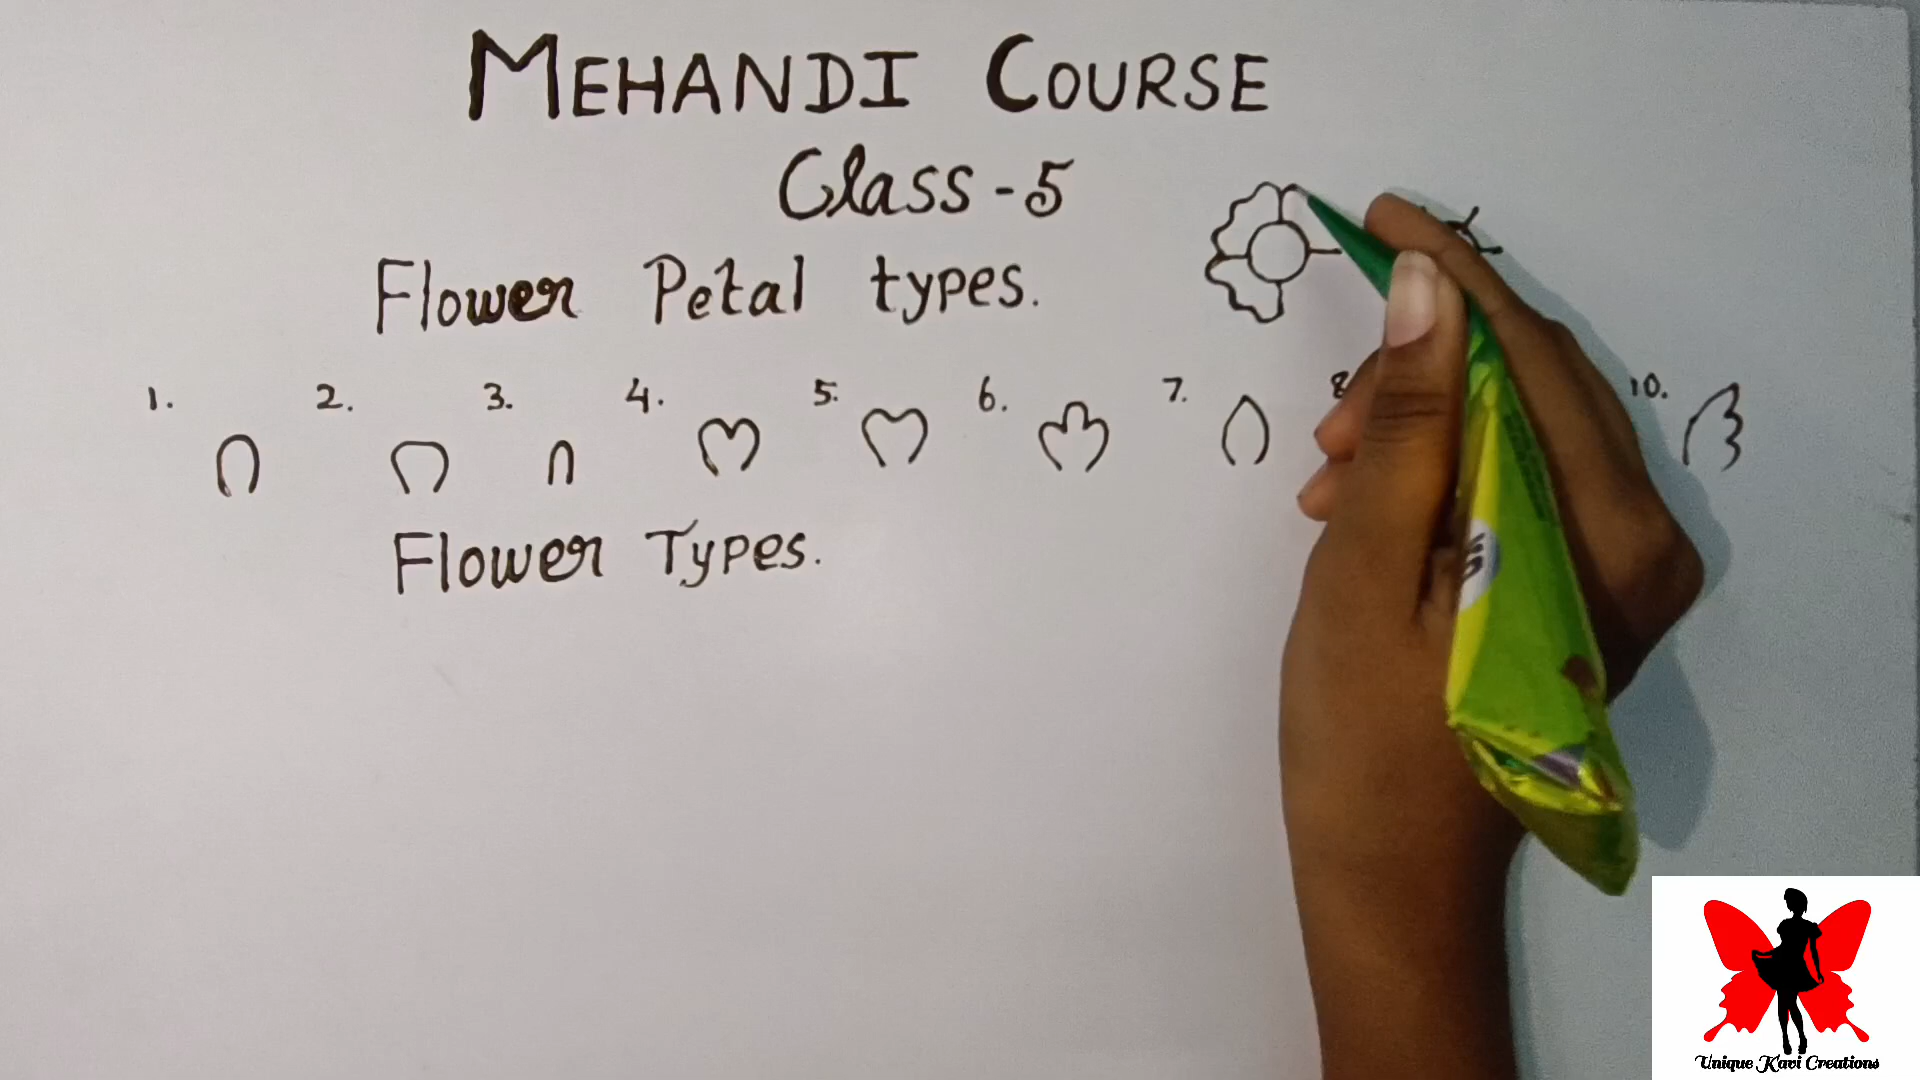 MEHANDI COURSE
Class - 5
Flower Petal types.
1. 2. 3. 4. 5. 6. 7. 8 10.
Flower Types.
Unique Kavi Creations